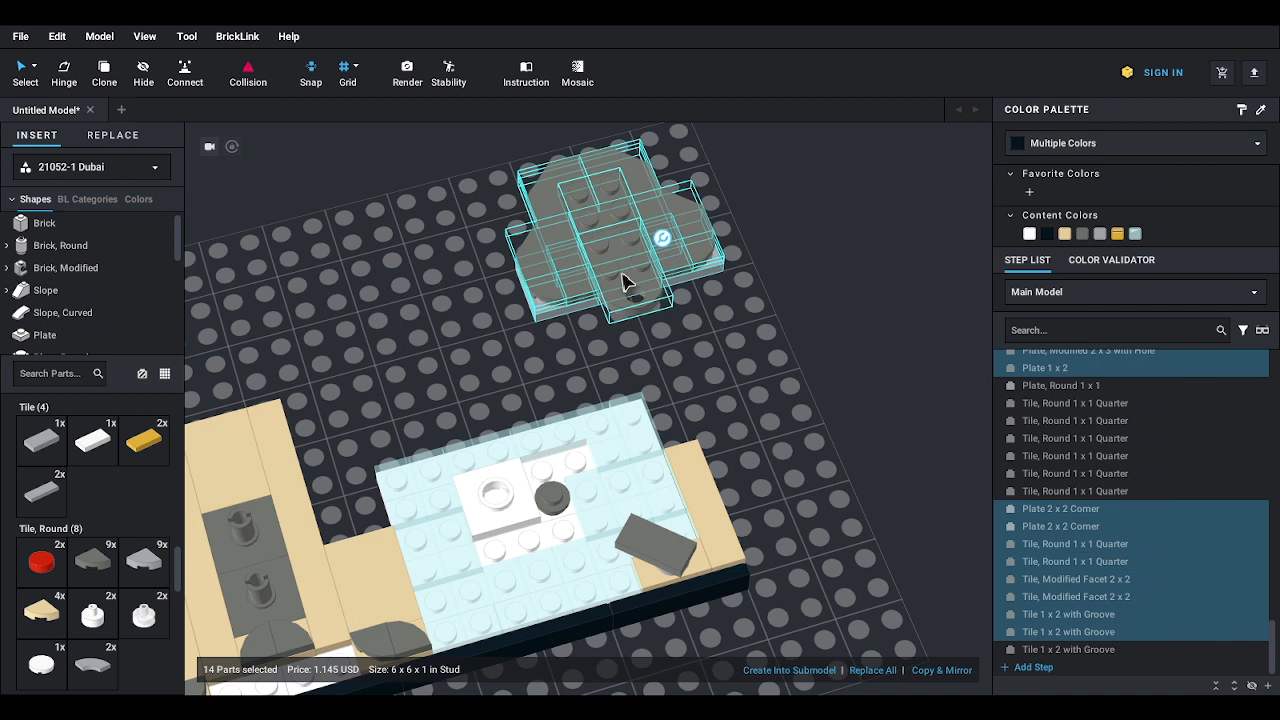 File Edit Model View Tool BrickLink Help
Select Hinge Clone Hide Connect Collision Snap Grid Render Stability Instruction Mosaic SIGN IN
Untitled Model*
COLOR PALETTE
INSERT REPLACE
Multiple Colors
21052-1 Dubai
Favorite Colors
Shapes BL Categories Colors
Content Colors
Brick
Brick, Round
STEP LIST COLOR VALIDATOR
Brick, Modified
Slope
Main Model
Slope, Curved
Search...
Plate
Plate, Modified 2 x 3 with Hole
Plate 1 x 2
Search Parts...
Plate, Round 1 x 1
Tile, Round 1 x 1 Quarter
Tile (4)
Tile, Round 1 x 1 Quarter
1x 1x 2x
Tile, Round 1 x 1 Quarter
Tile, Round 1 x 1 Quarter
2x
Tile, Round 1 x 1 Quarter
Tile, Round 1 x 1 Quarter
Plate 2 x 2 Corner
Tile, Round (8)
Plate 2 x 2 Corner
2x 9x 9x
Tile, Round 1 x 1 Quarter
Tile, Round 1 x 1 Quarter
Tile, Modified Facet 2 x 2
4x 2x 2x
Tile, Modified Facet 2 x 2
Tile 1 x 2 with Groove
Tile 1 x 2 with Groove
1x 2x
Tile 1 x 2 with Groove
14 Parts selected Price: 1.145 USD Size: 6 x 6 x 1 in Stud Create Into Submodel | Replace All | Copy & Mirror
+ Add Step